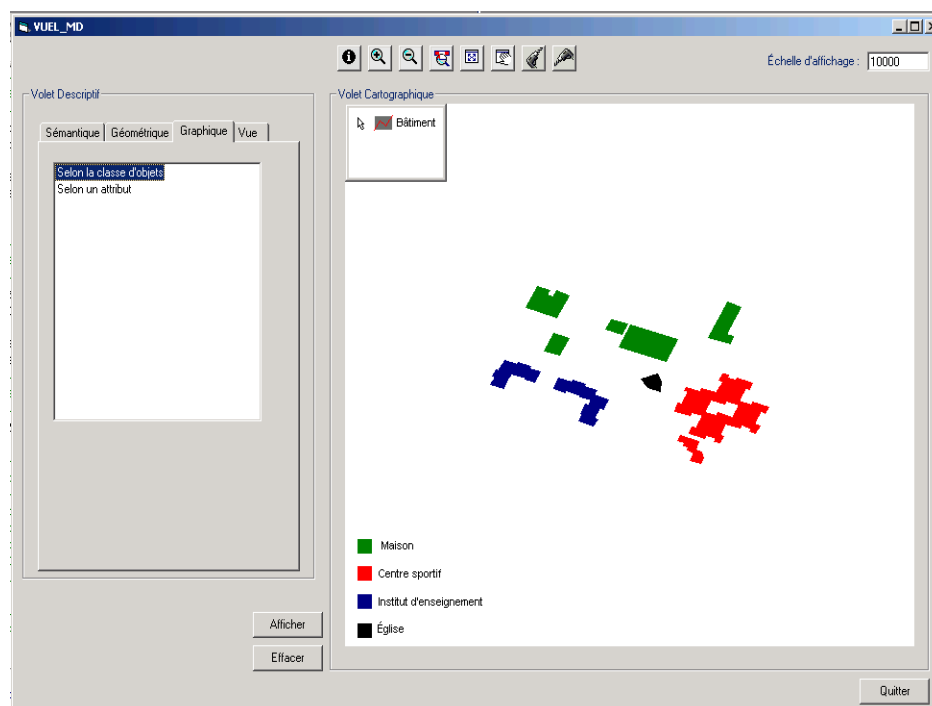 VUEL_MD
Échelle d'affichage : 10000
Volet Descriptif
Sémantique Géométrique Graphique Vue
Selon la classe d'objets
Selon un attribut
Volet Cartographique
Bâtiment
Maison
Centre sportif
Institut d'enseignement
Église
Afficher
Effacer
Quitter